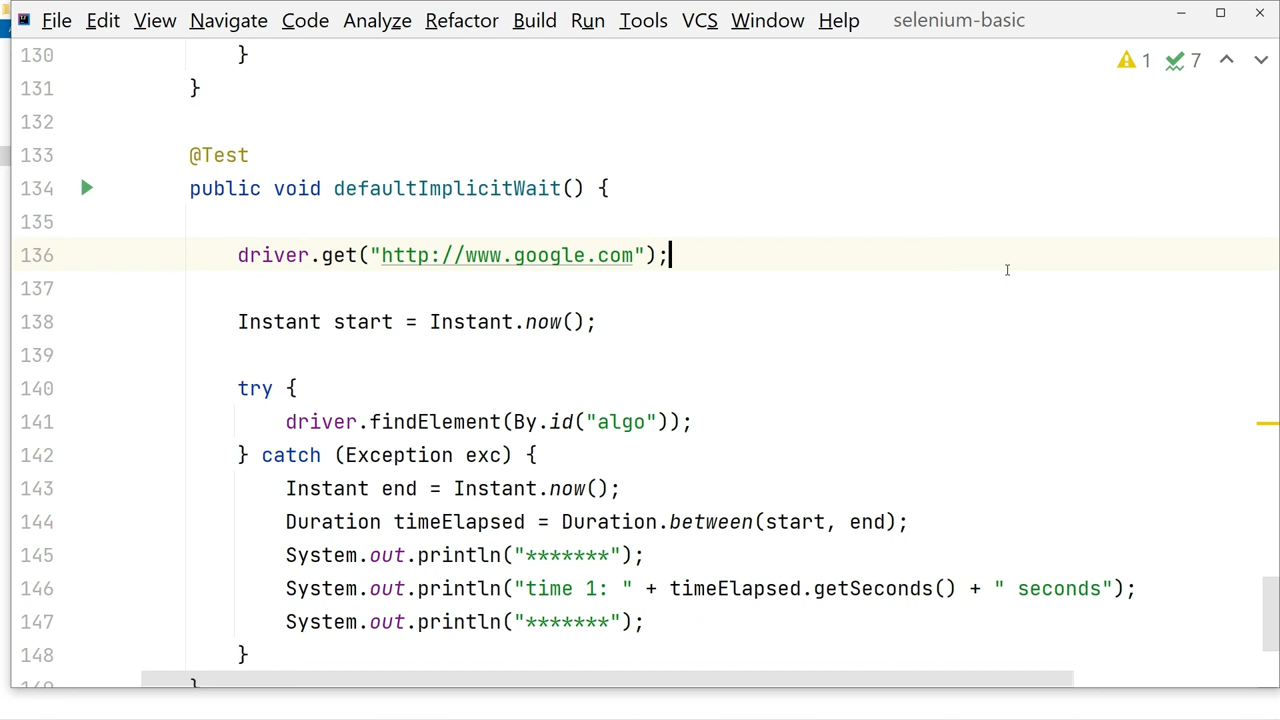 File Edit View Navigate Code Analyze Refactor Build Run Tools VCS Window Help selenium-basic
130 }
1 7
131 }
132
133 @Test
134 public void defaultImplicitWait() {
135
136 driver.get("http://www.google.com");
137
138 Instant start = Instant.now();
139
140 try {
141 driver.findElement(By.id("algo"));
142 } catch (Exception exc) {
143 Instant end = Instant.now();
144 Duration timeElapsed = Duration.between(start, end);
145 System.out.println("*******");
146 System.out.println("time 1: " + timeElapsed.getSeconds() + " seconds");
147 System.out.println("*******");
148 }
149 }